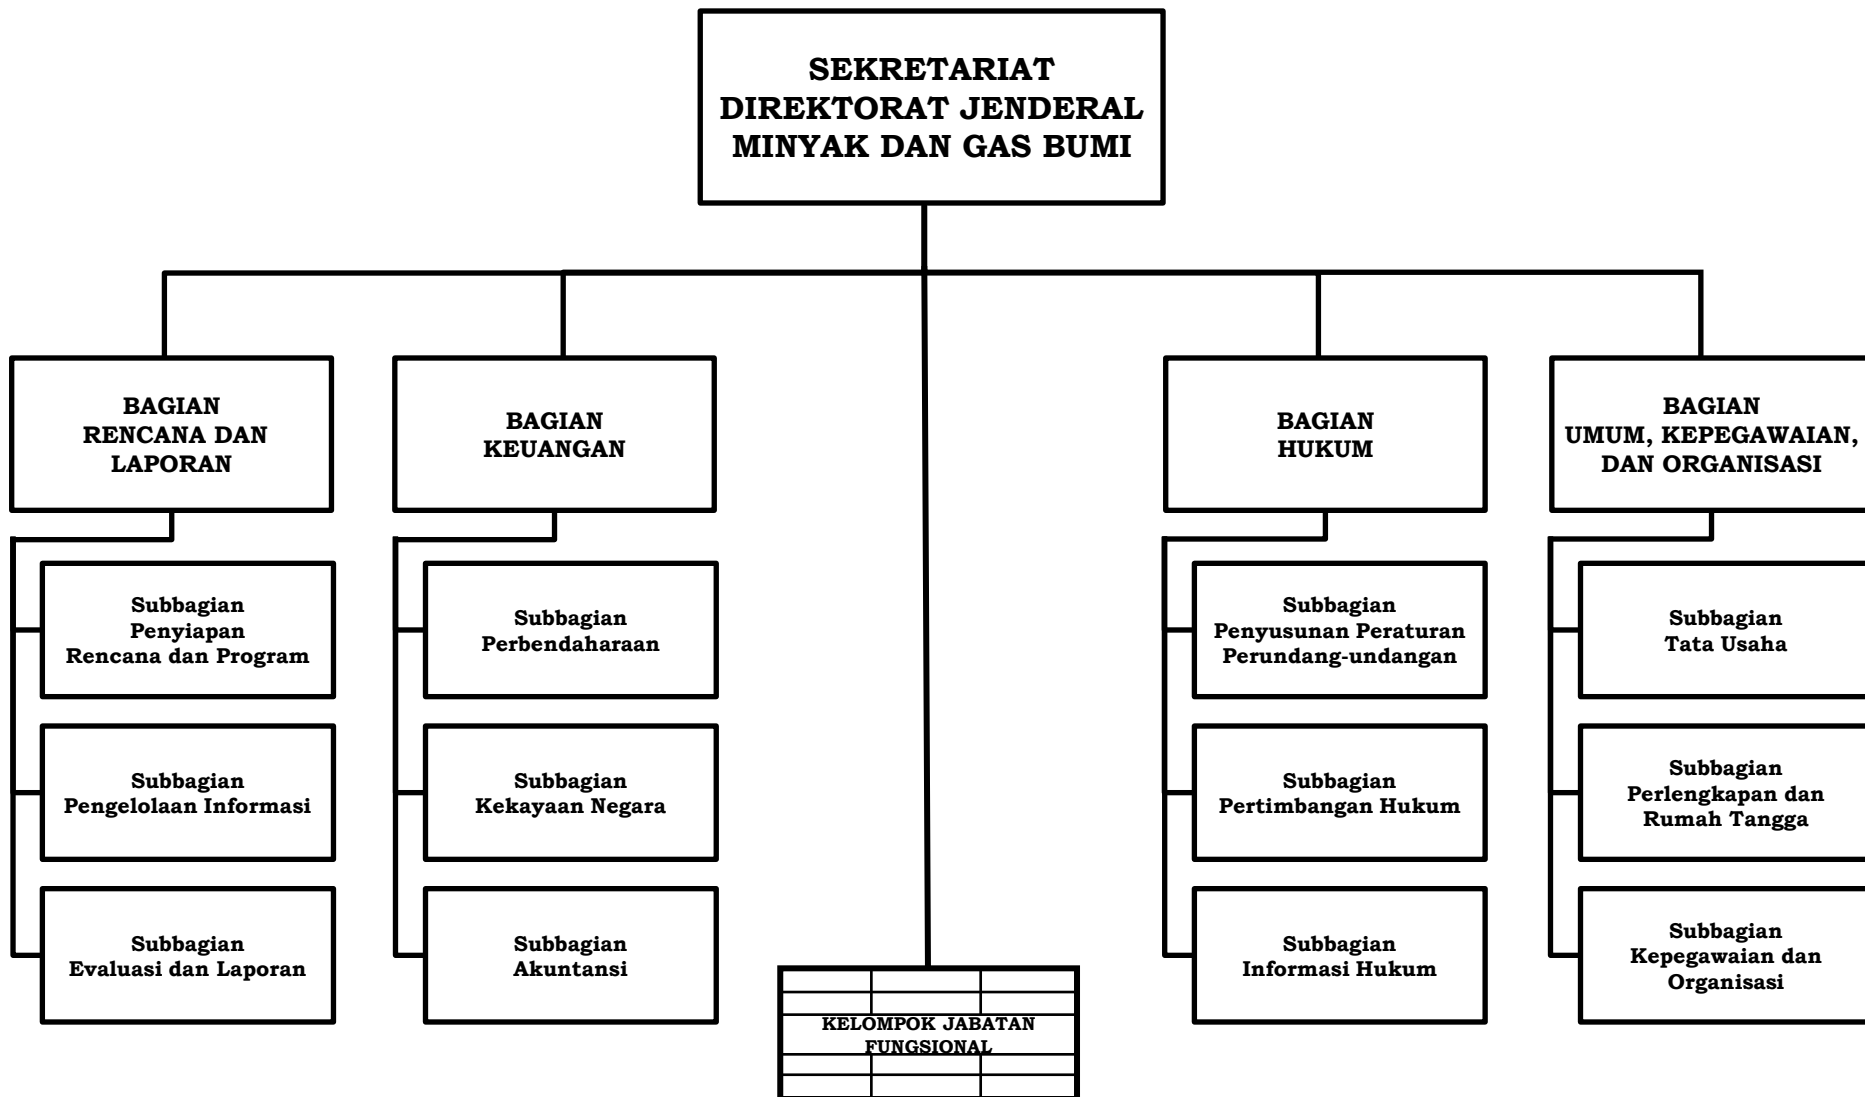 SEKRETARIAT
DIREKTORAT JENDERAL
MINYAK DAN GAS BUMI
BAGIAN
RENCANA DAN
LAPORAN
BAGIAN
KEUANGAN
BAGIAN
HUKUM
BAGIAN
UMUM, KEPEGAWAIAN,
DAN ORGANISASI
Subbagian
Penyiapan
Rencana dan Program
Subbagian
Perbendaharaan
Subbagian
Penyusunan Peraturan
Perundang-undangan
Subbagian
Tata Usaha
Subbagian
Pengelolaan Informasi
Subbagian
Kekayaan Negara
Subbagian
Pertimbangan Hukum
Subbagian
Perlengkapan dan
Rumah Tangga
Subbagian
Evaluasi dan Laporan
Subbagian
Akuntansi
Subbagian
Informasi Hukum
Subbagian
Kepegawaian dan
Organisasi
KELOMPOK JABATAN
FUNGSIONAL